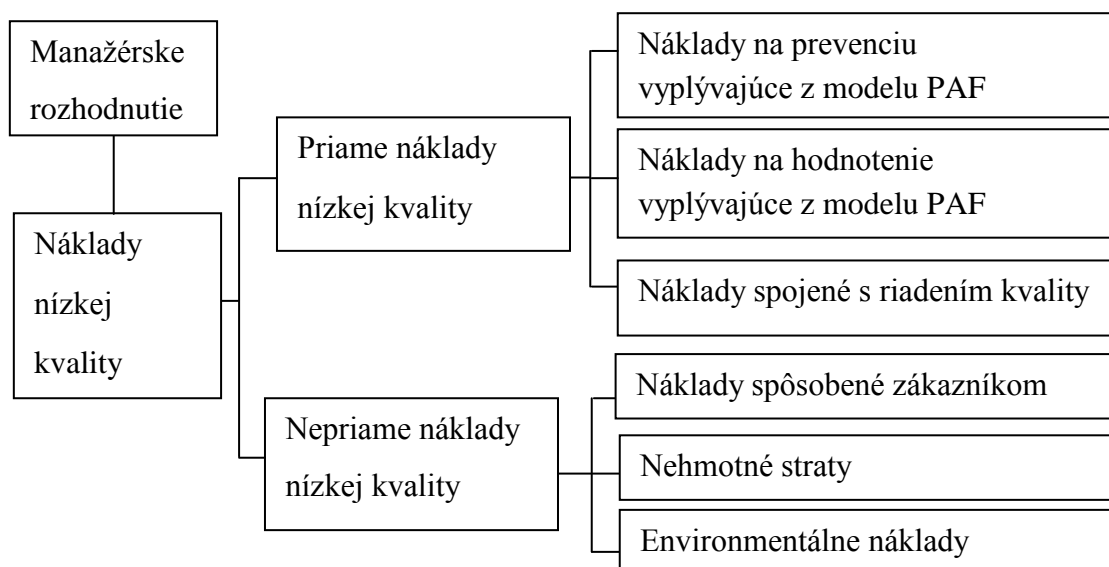 Manažérske
rozhodnutie
Náklady
nízkej
kvality
Priame náklady
nízkej kvality
Nepriame náklady
nízkej kvality
Náklady na prevenciu
vyplývajúce z modelu PAF
Náklady na hodnotenie
vyplývajúce z modelu PAF
Náklady spojené s riadením kvality
Náklady spôsobené zákazníkom
Nehmotné straty
Environmentálne náklady